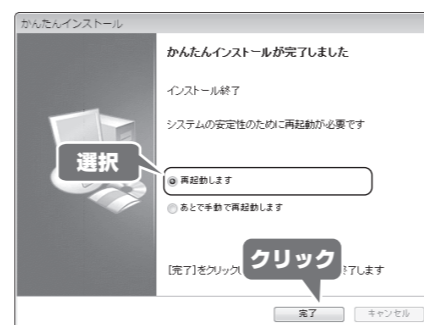 かんたんインストール
かんたんインストールが完了しました
インストール終了
システムの安定性のために再起動が必要です
選択
再起動します
あとで手動で再起動します
クリック
[完了]をクリック 了します
完了
キャンセル